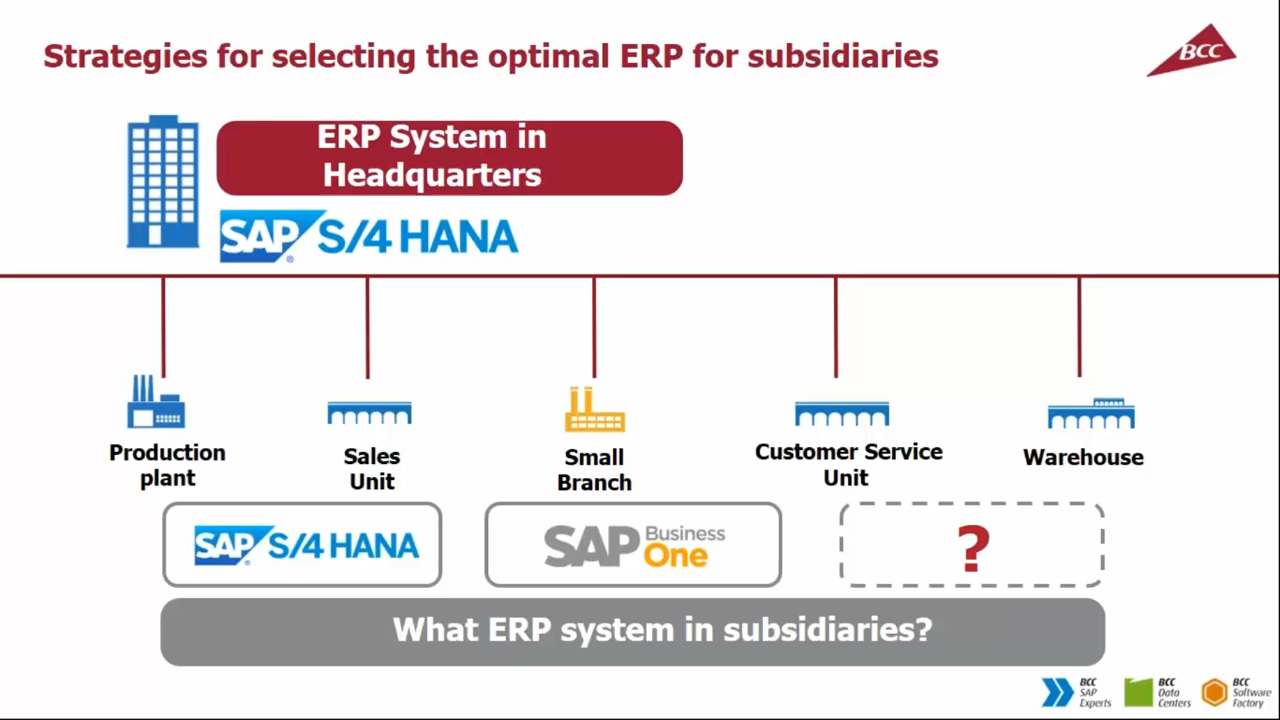 Strategies for selecting the optimal ERP for subsidiaries
BCC
ERP System in
Headquarters
SAP S/4 HANA
®
Production
plant
Sales
Unit
Small
Branch
Customer Service
Unit
Warehouse
SAP S/4 HANA
SAP Business
One
?
What ERP system in subsidiaries?
BCC
SAP
Experts
BCC
Data
Centers
BCC
Software
Factory